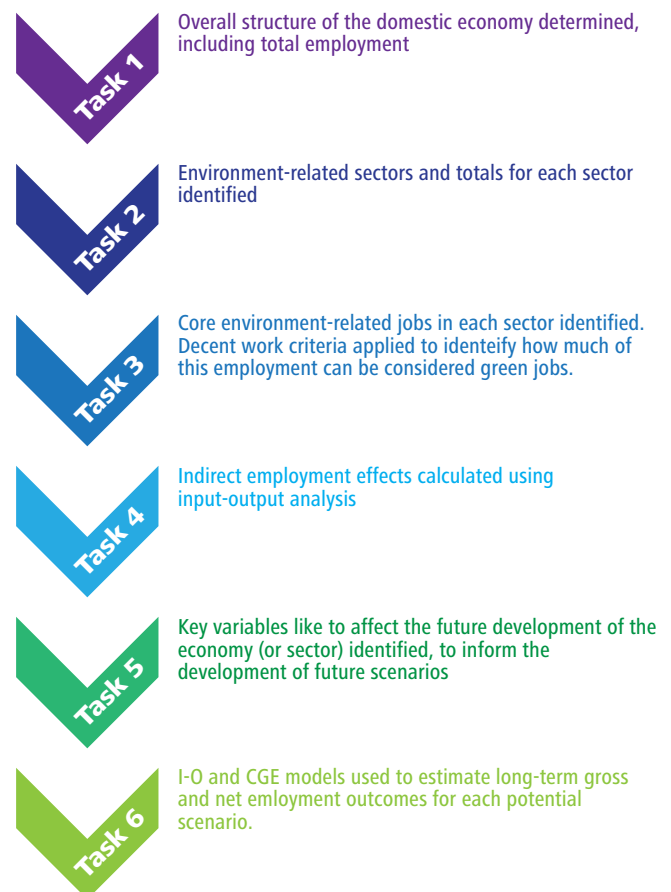 Task 1
Overall structure of the domestic economy determined,
including total employment
Task 2
Environment-related sectors and totals for each sector
identified
Task 3
Core environment-related jobs in each sector identified.
Decent work criteria applied to identeify how much of
this employment can be considered green jobs.
Task 4
Indirect employment effects calculated using
input-output analysis
Task 5
Key variables like to affect the future development of the
economy (or sector) identified, to inform the
development of future scenarios
Task 6
I-O and CGE models used to estimate long-term gross
and net emloyment outcomes for each potential
scenario.